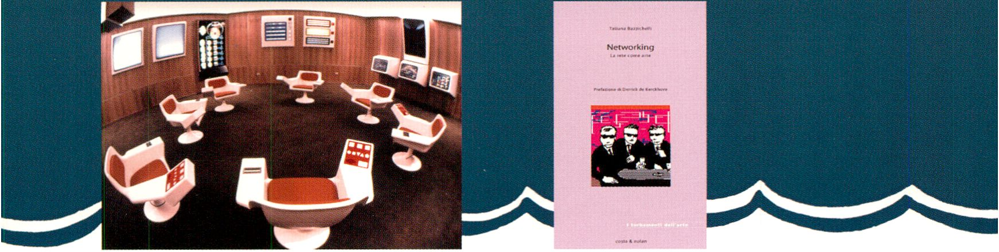 Tatiana Bazzichelli
Networking
La rete come arte
Prefazione di Derrick de Kerckhove
I turbamenti dell'arte
costa & nolan